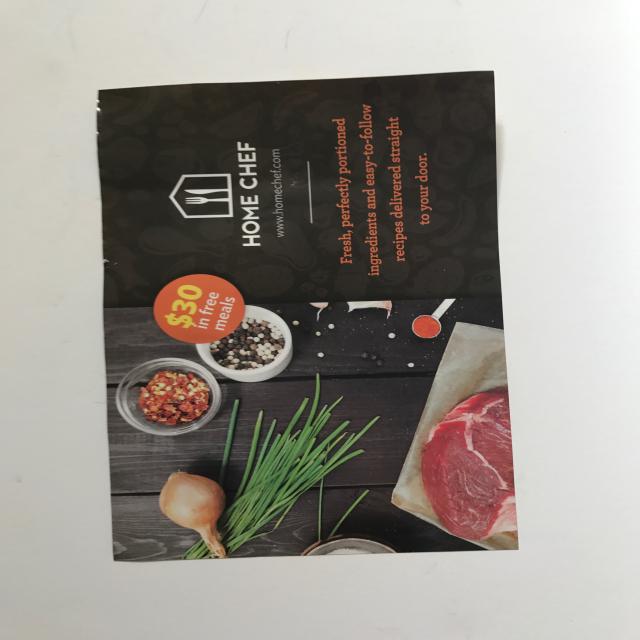 HOME CHEF
www.homechef.com
Fresh, perfectly portioned
ingredients and easy-to-follow
recipes delivered straight
to your door.
$30
in free
meals